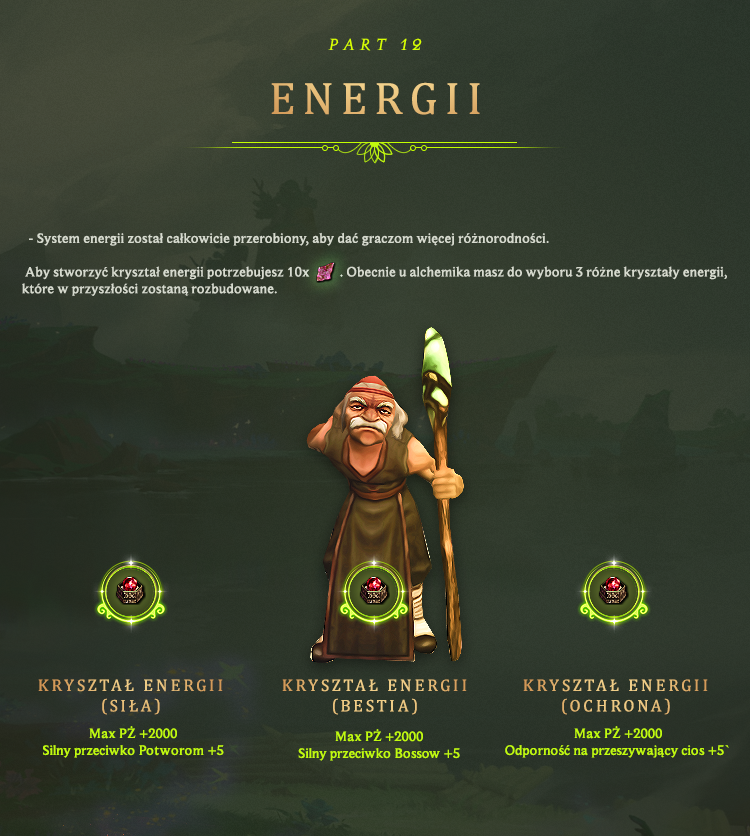 PART 12
ENERGII
- System energii został całkowicie przerobiony, aby dać graczom więcej różnorodności.
Aby stworzyć kryształ energii potrzebujesz 10x . Obecnie u alchemika masz do wyboru 3 różne kryształy energii,
które w przyszłości zostaną rozbudowane.
KRYSZTAŁ ENERGII
(SIŁA)
Max PŻ +2000
Silny przeciwko Potworom +5
KRYSZTAŁ ENERGII
(BESTIA)
Max PŻ +2000
Silny przeciwko Bossow +5
KRYSZTAŁ ENERGII
(OCHRONA)
Max PŻ +2000
Odporność na przeszywający cios +5`